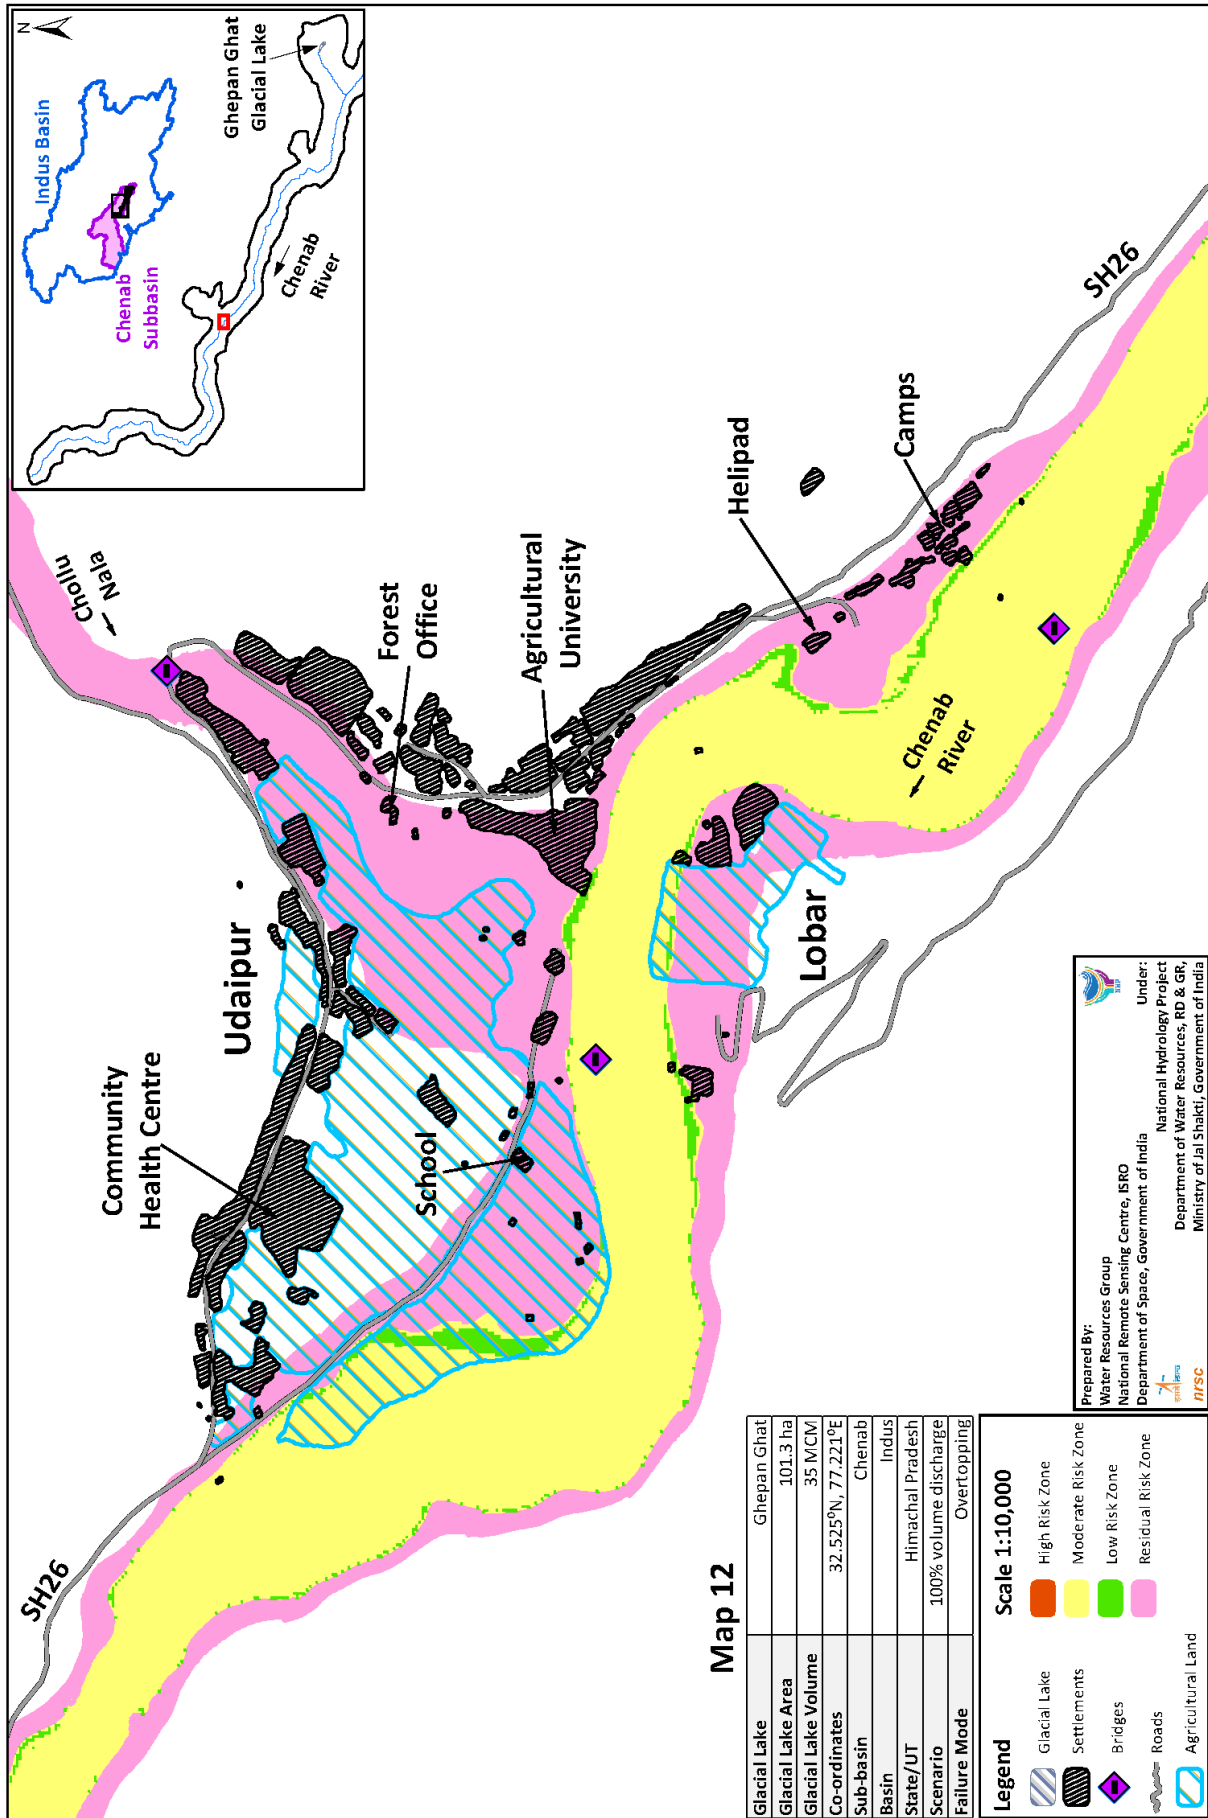 N
Indus Basin
Chenab
Subbasin
Ghepan Ghat
Glacial Lake
Chenab
River
Chollu
Nala
SH26
Udaipur
Community
Health Centre
School
Forest
Office
Agricultural
University
Helipad
Camps
SH26
Chenab
River
Lobar
Map 12
Glacial Lake Ghepan Ghat
Glacial Lake Area 101.3 ha
Glacial Lake Volume 35 MCM
Co-ordinates 32.525⁰N, 77.221⁰E
Sub-basin Chenab
Basin Indus
State/UT Himachal Pradesh
Scenario 100% volume discharge
Failure Mode Overtopping
Legend
Scale 1:10,000
Glacial Lake
Settlements
Bridges
Roads
Agricultural Land
High Risk Zone
Moderate Risk Zone
Low Risk Zone
Residual Risk Zone
Prepared By:
Water Resources Group
National Remote Sensing Centre, ISRO
Department of Space, Government of India
nrsc
Under:
National Hydrology Project
Department of Water Resources, RD & GR,
Ministry of Jal Shakti, Government of India